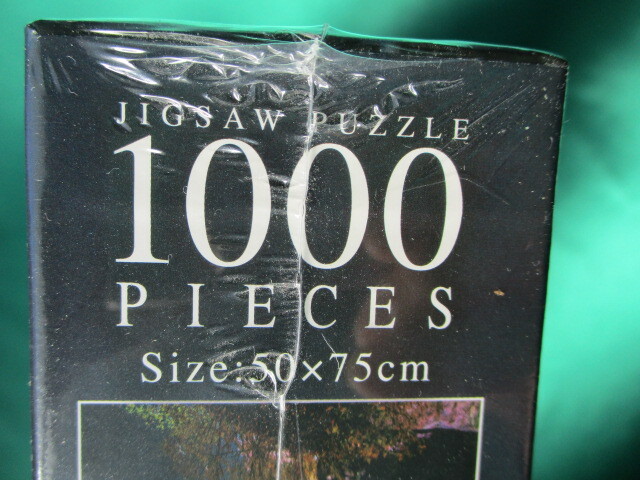 JIGSAW PUZZLE
1000
PIECES
Size:50×75cm